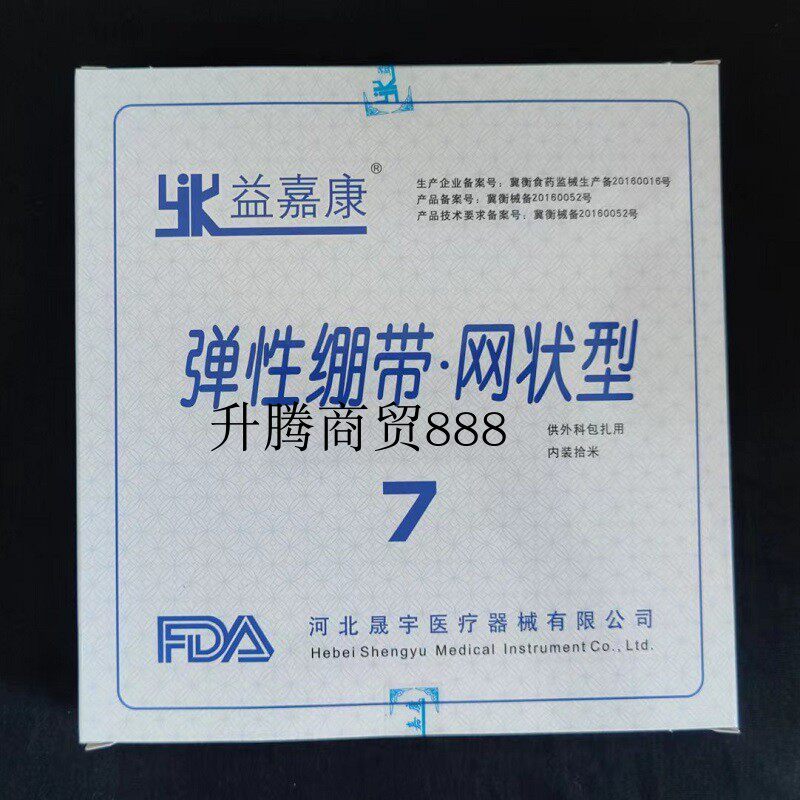 YK
YK益嘉康®
生产企业备案号：冀衡食药监械生产备20160016号
产品备案号：冀衡械备20160052号
产品技术要求备案号：冀衡械备20160052号
弹性绷带·网状型
升腾商贸888
供外科包扎用
内装拾米
7
FDA
河北晟宇医疗器械有限公司
Hebei Shengyu Medical Instrument Co., Ltd.
嘉